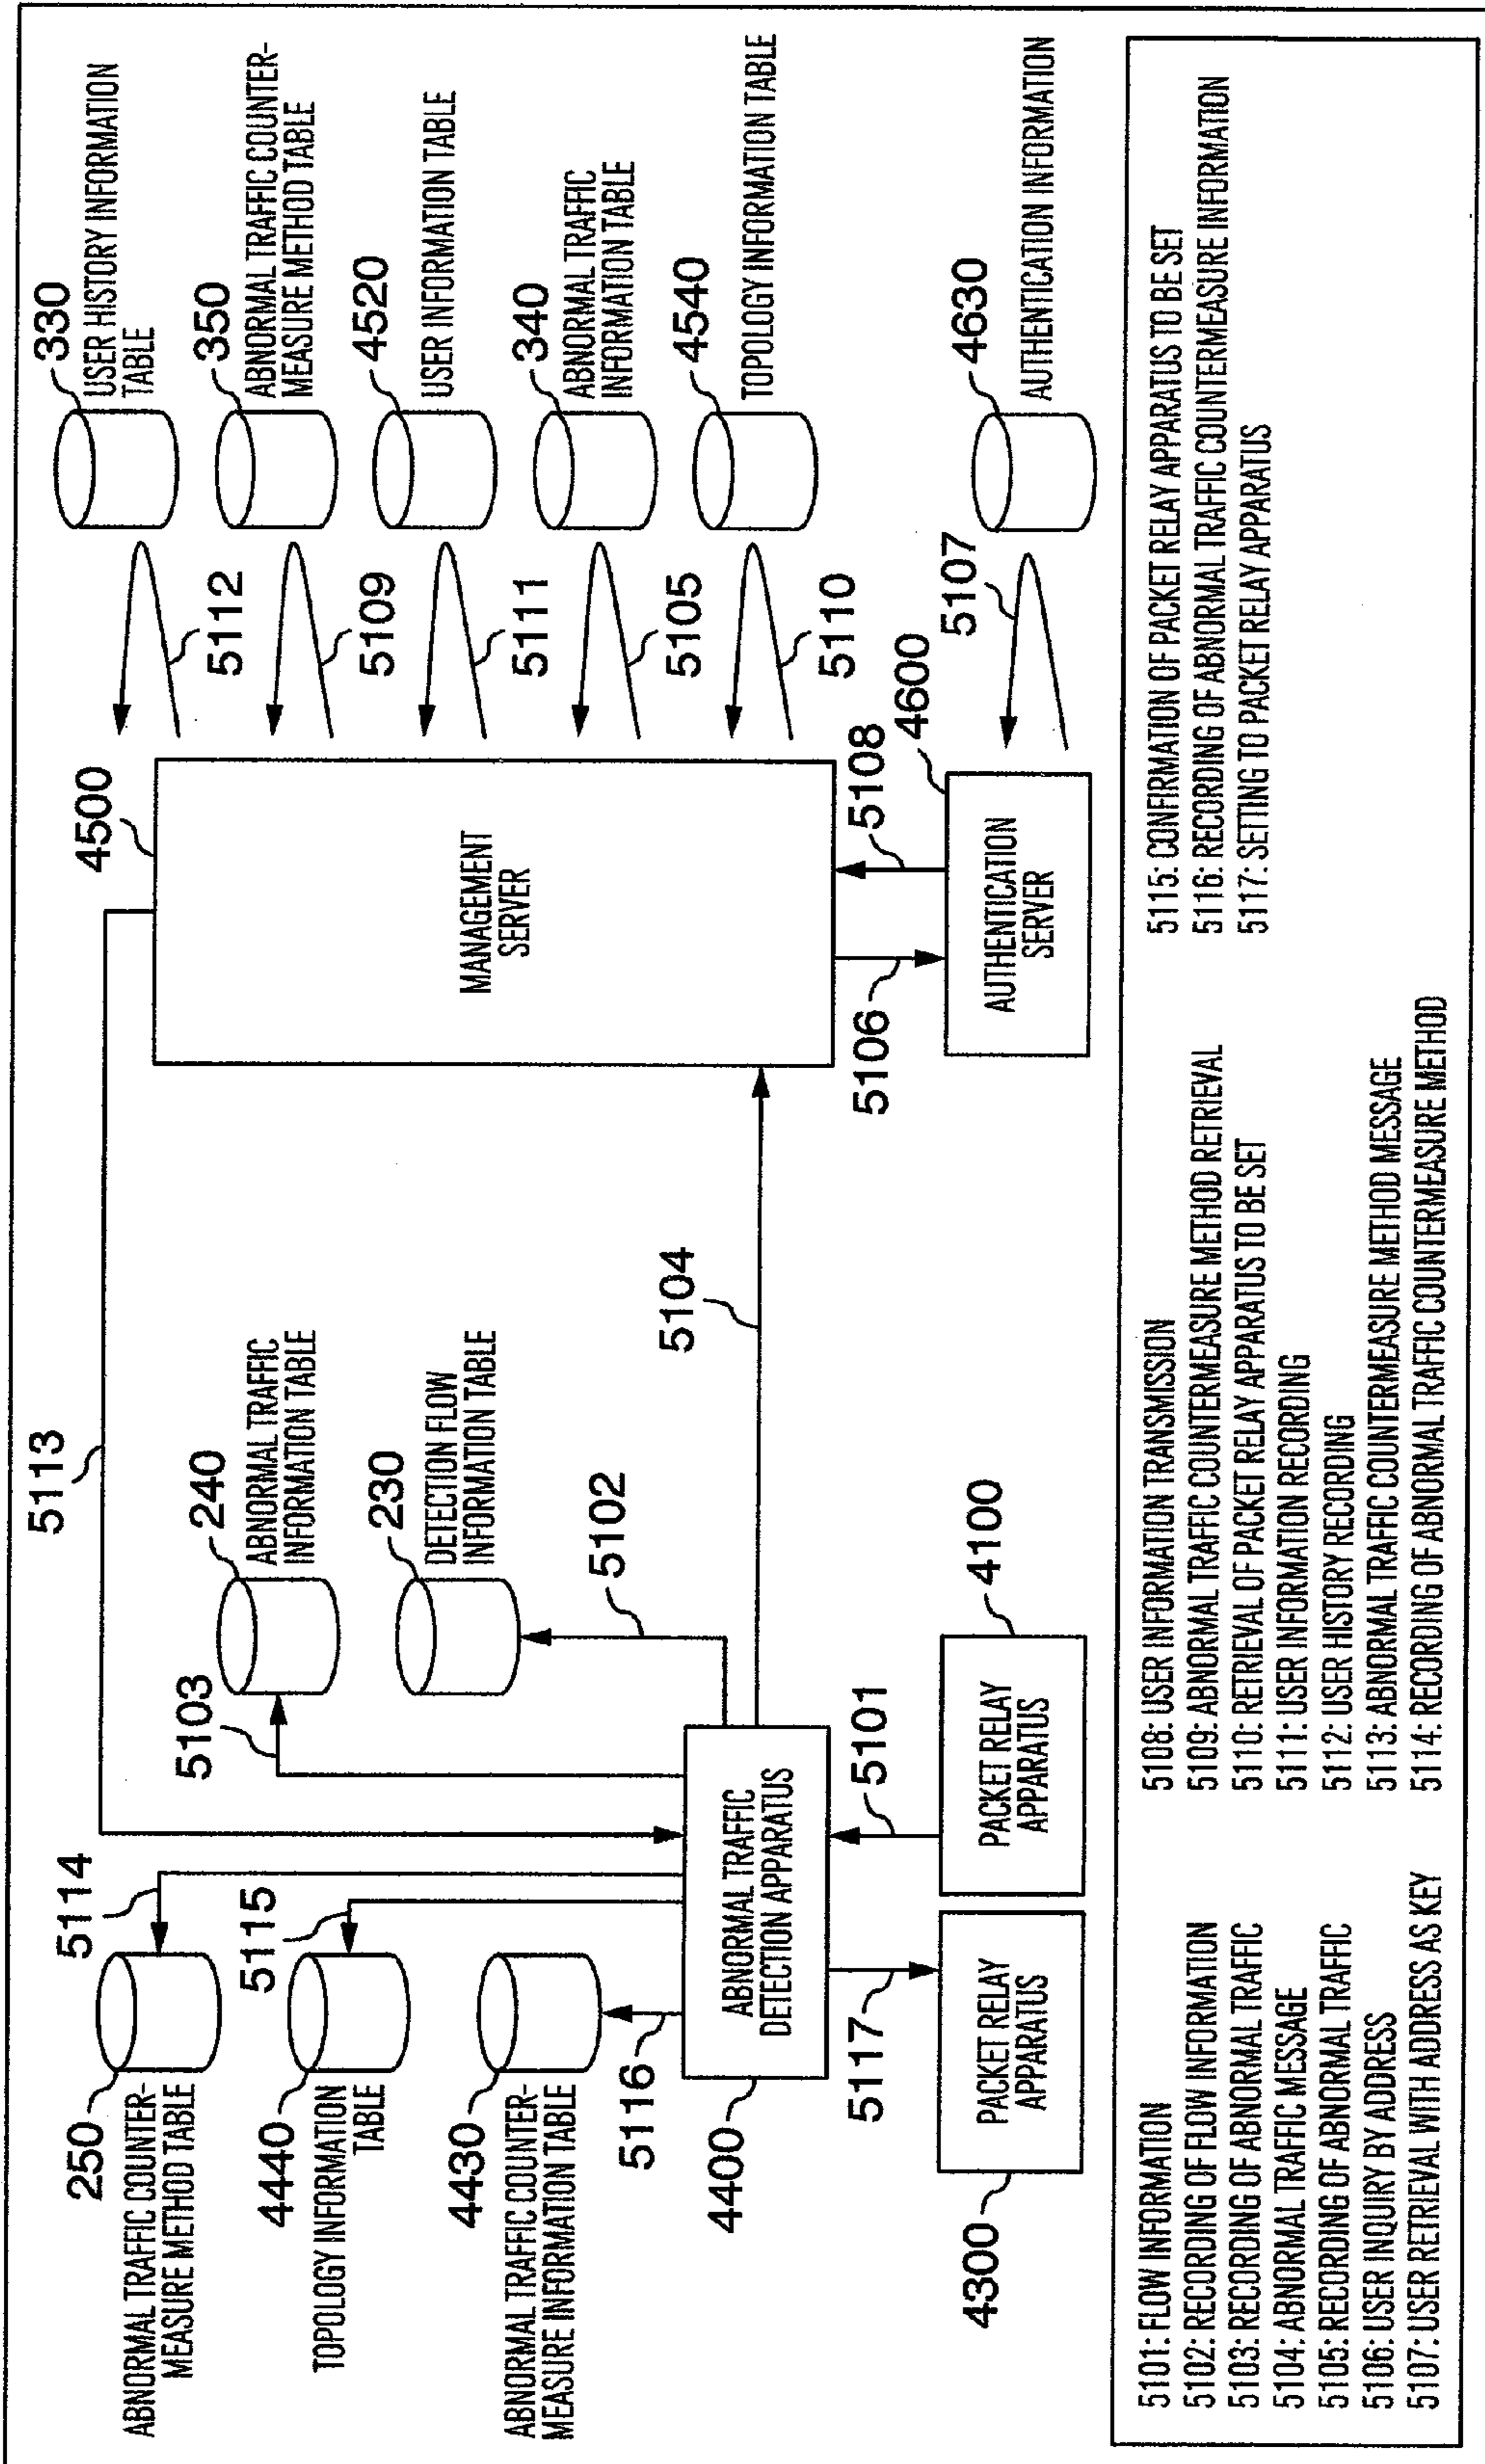 5113
250
ABNORMAL TRAFFIC COUNTER-
MEASURE METHOD TABLE
5114
4440
TOPOLOGY INFORMATION
TABLE
5115
4430
ABNORMAL TRAFFIC COUNTER-
MEASURE INFORMATION TABLE
5116
5103
240
ABNORMAL TRAFFIC
INFORMATION TABLE
230
DETECTION FLOW
INFORMATION TABLE
5102
4400
ABNORMAL TRAFFIC
DETECTION APPARATUS
5104
5117
5101
4300
PACKET RELAY
APPARATUS
PACKET RELAY
APPARATUS
4100
4500
MANAGEMENT
SERVER
5106
5108
4600
AUTHENTICATION
SERVER
5112
330
USER HISTORY INFORMATION
TABLE
5109
350
ABNORMAL TRAFFIC COUNTER-
MEASURE METHOD TABLE
5111
4520
USER INFORMATION TABLE
5105
340
ABNORMAL TRAFFIC
INFORMATION TABLE
5110
4540
TOPOLOGY INFORMATION TABLE
5107
4630
AUTHENTICATION INFORMATION
5101: FLOW INFORMATION
5102: RECORDING OF FLOW INFORMATION
5103: RECORDING OF ABNORMAL TRAFFIC
5104: ABNORMAL TRAFFIC MESSAGE
5105: RECORDING OF ABNORMAL TRAFFIC
5106: USER INQUIRY BY ADDRESS
5107: USER RETRIEVAL WITH ADDRESS AS KEY
5108: USER INFORMATION TRANSMISSION
5109: ABNORMAL TRAFFIC COUNTERMEASURE METHOD RETRIEVAL
5110: RETRIEVAL OF PACKET RELAY APPARATUS TO BE SET
5111: USER INFORMATION RECORDING
5112: USER HISTORY RECORDING
5113: ABNORMAL TRAFFIC COUNTERMEASURE METHOD MESSAGE
5114: RECORDING OF ABNORMAL TRAFFIC COUNTERMEASURE METHOD
5115: CONFIRMATION OF PACKET RELAY APPARATUS TO BE SET
5116: RECORDING OF ABNORMAL TRAFFIC COUNTERMEASURE INFORMATION
5117: SETTING TO PACKET RELAY APPARATUS